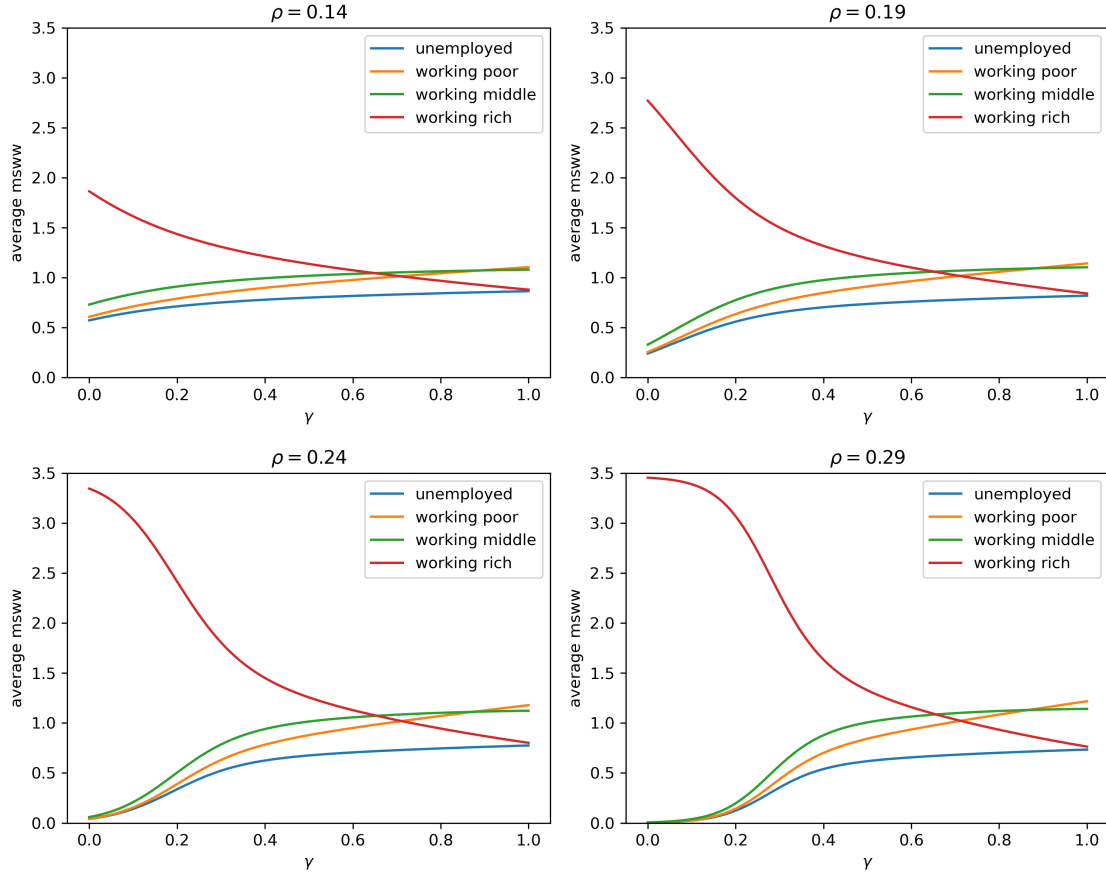 ρ = 0.14
average msww
3.5
3.0
2.5
2.0
1.5
1.0
0.5
0.0
unemployed
working poor
working middle
working rich
0.0 0.2 0.4 0.6 0.8 1.0
γ
ρ = 0.19
average msww
3.5
3.0
2.5
2.0
1.5
1.0
0.5
0.0
unemployed
working poor
working middle
working rich
0.0 0.2 0.4 0.6 0.8 1.0
γ
ρ = 0.24
average msww
3.5
3.0
2.5
2.0
1.5
1.0
0.5
0.0
unemployed
working poor
working middle
working rich
0.0 0.2 0.4 0.6 0.8 1.0
γ
ρ = 0.29
average msww
3.5
3.0
2.5
2.0
1.5
1.0
0.5
0.0
unemployed
working poor
working middle
working rich
0.0 0.2 0.4 0.6 0.8 1.0
γ